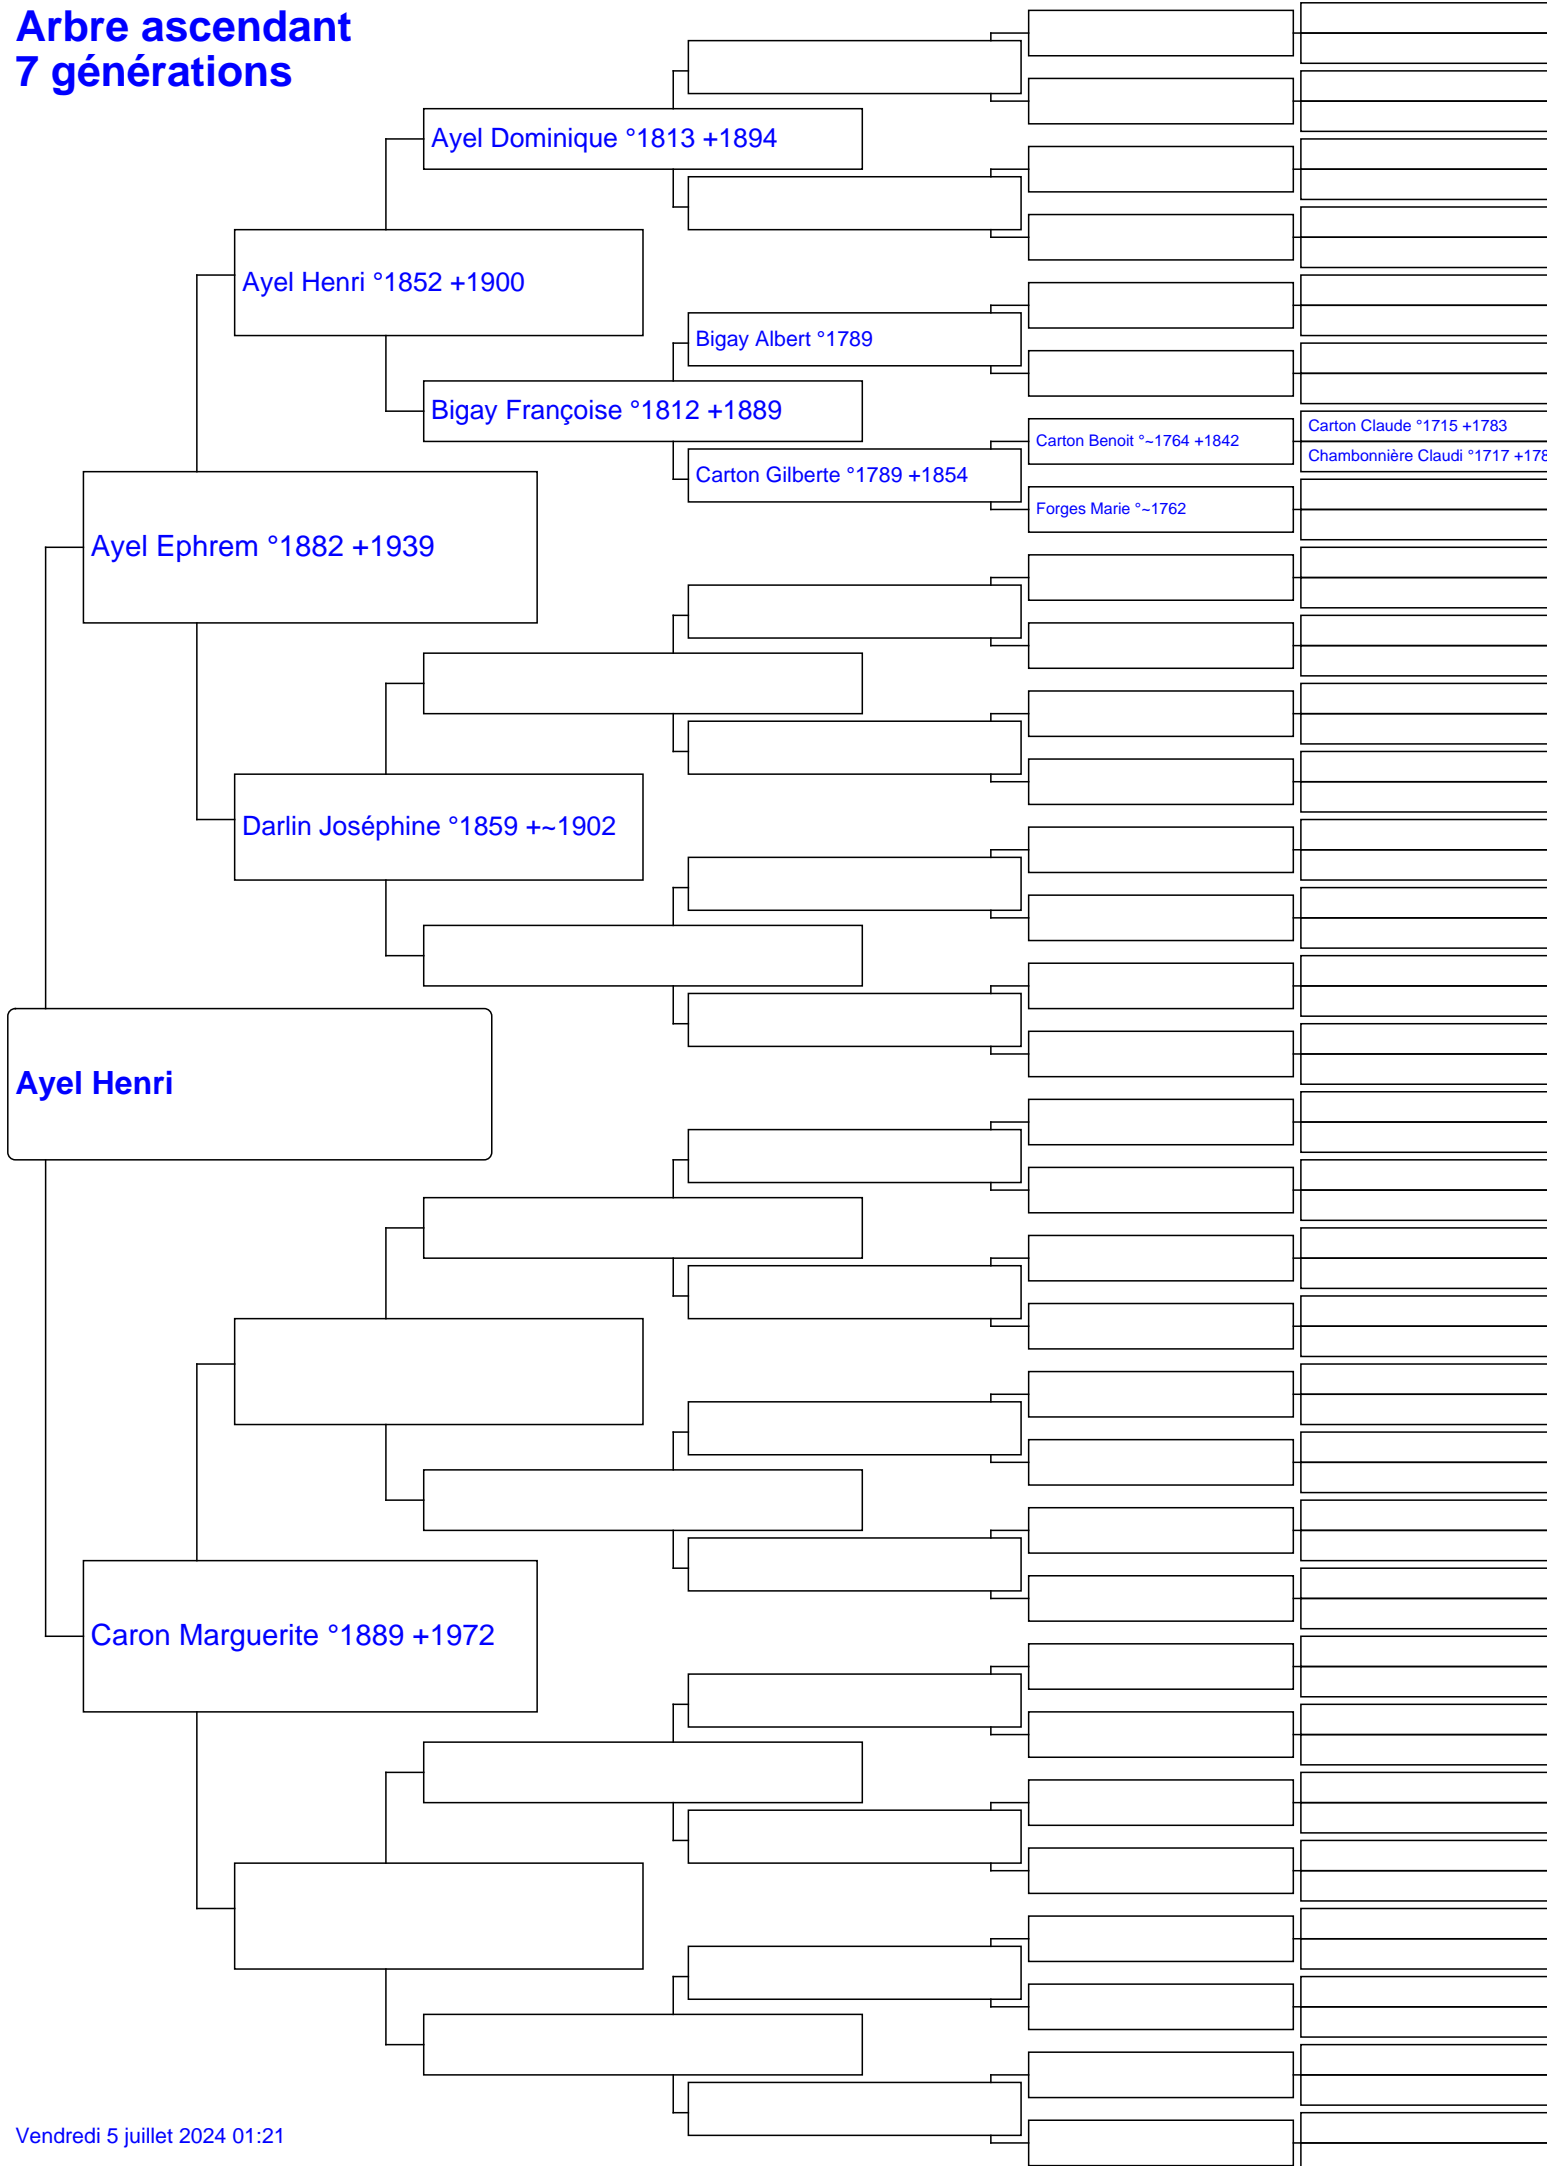 Arbre ascendant
7 générations
Ayel Dominique °1813 +1894
Ayel Henri °1852 +1900
Bigay Albert °1789
Bigay Françoise °1812 +1889
Carton Claude °1715 +1783
Carton Benoit °~1764 +1842
Chambonnière Claudi °1717
Carton Gilberte °1789 +1854
Forges Marie °~1762
Ayel Ephrem °1882 +1939
Darlin Joséphine °1859 +~1902
Ayel Henri
Caron Marguerite °1889 +1972
Vendredi 5 juillet 2024 01:21